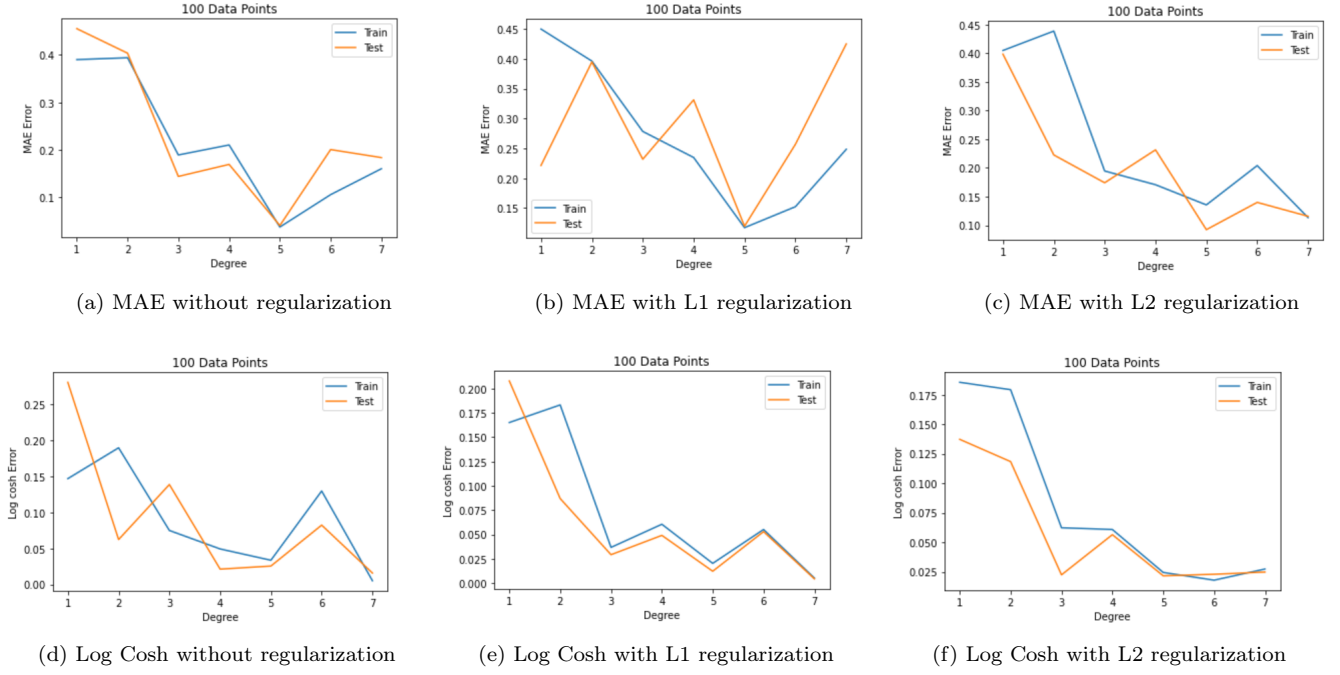 100 Data Points
MAE Error
0.4
0.3
0.2
0.1
Train
Test
1 2 3 4 5 6 7
Degree
(a) MAE without regularization
100 Data Points
MAE Error
0.45
0.40
0.35
0.30
0.25
0.20
0.15
Train
Test
1 2 3 4 5 6 7
Degree
(b) MAE with L1 regularization
100 Data Points
MAE Error
0.45
0.40
0.35
0.30
0.25
0.20
0.15
0.10
Train
Test
1 2 3 4 5 6 7
Degree
(c) MAE with L2 regularization
100 Data Points
Log cosh Error
0.25
0.20
0.15
0.10
0.05
0.00
Train
Test
1 2 3 4 5 6 7
Degree
(d) Log Cosh without regularization
100 Data Points
Log cosh Error
0.200
0.175
0.150
0.125
0.100
0.075
0.050
0.025
0.000
Train
Test
1 2 3 4 5 6 7
Degree
(e) Log Cosh with L1 regularization
100 Data Points
Log cosh Error
0.175
0.150
0.125
0.100
0.075
0.050
0.025
Train
Test
1 2 3 4 5 6 7
Degree
(f) Log Cosh with L2 regularization